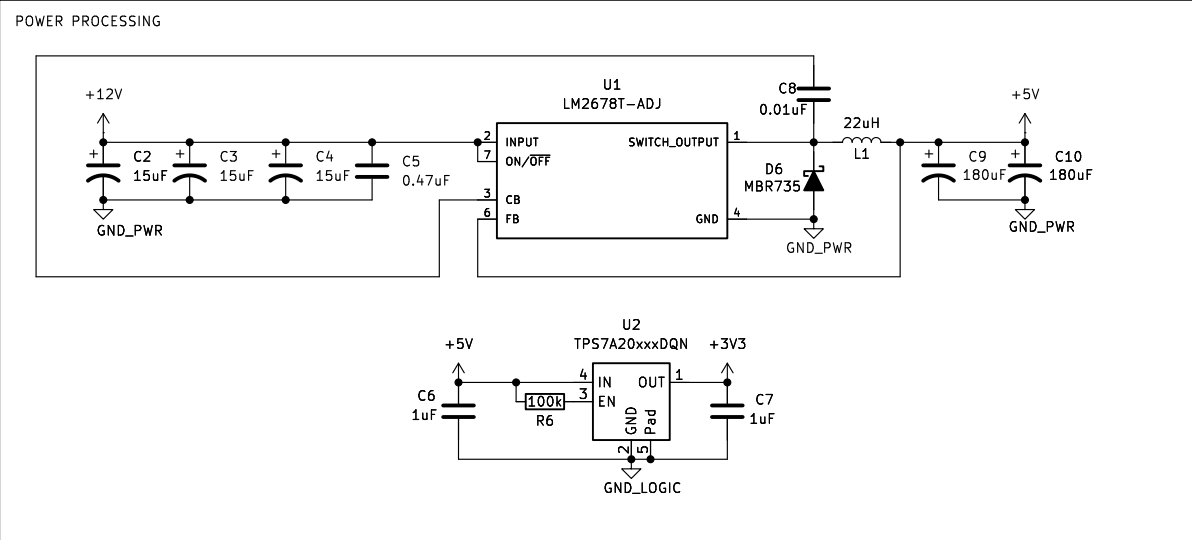 POWER PROCESSING
+12V
C2
15uF
C3
15uF
C4
15uF
C5
0.47uF
GND_PWR
U1
LM2678T-ADJ
2 INPUT
7 ON/OFF
3 CB
6 FB
SWITCH_OUTPUT 1
GND 4
C8
0.01uF
D6
MBR735
GND_PWR
22uH
L1
+5V
C9
180uF
C10
180uF
GND_PWR
U2
TPS7A20xxxDQN
+5V
C6
1uF
100k
R6
4 IN
3 EN
OUT 1
GND 2
Pad 5
+3V3
C7
1uF
GND_LOGIC
+
+
+
+
+